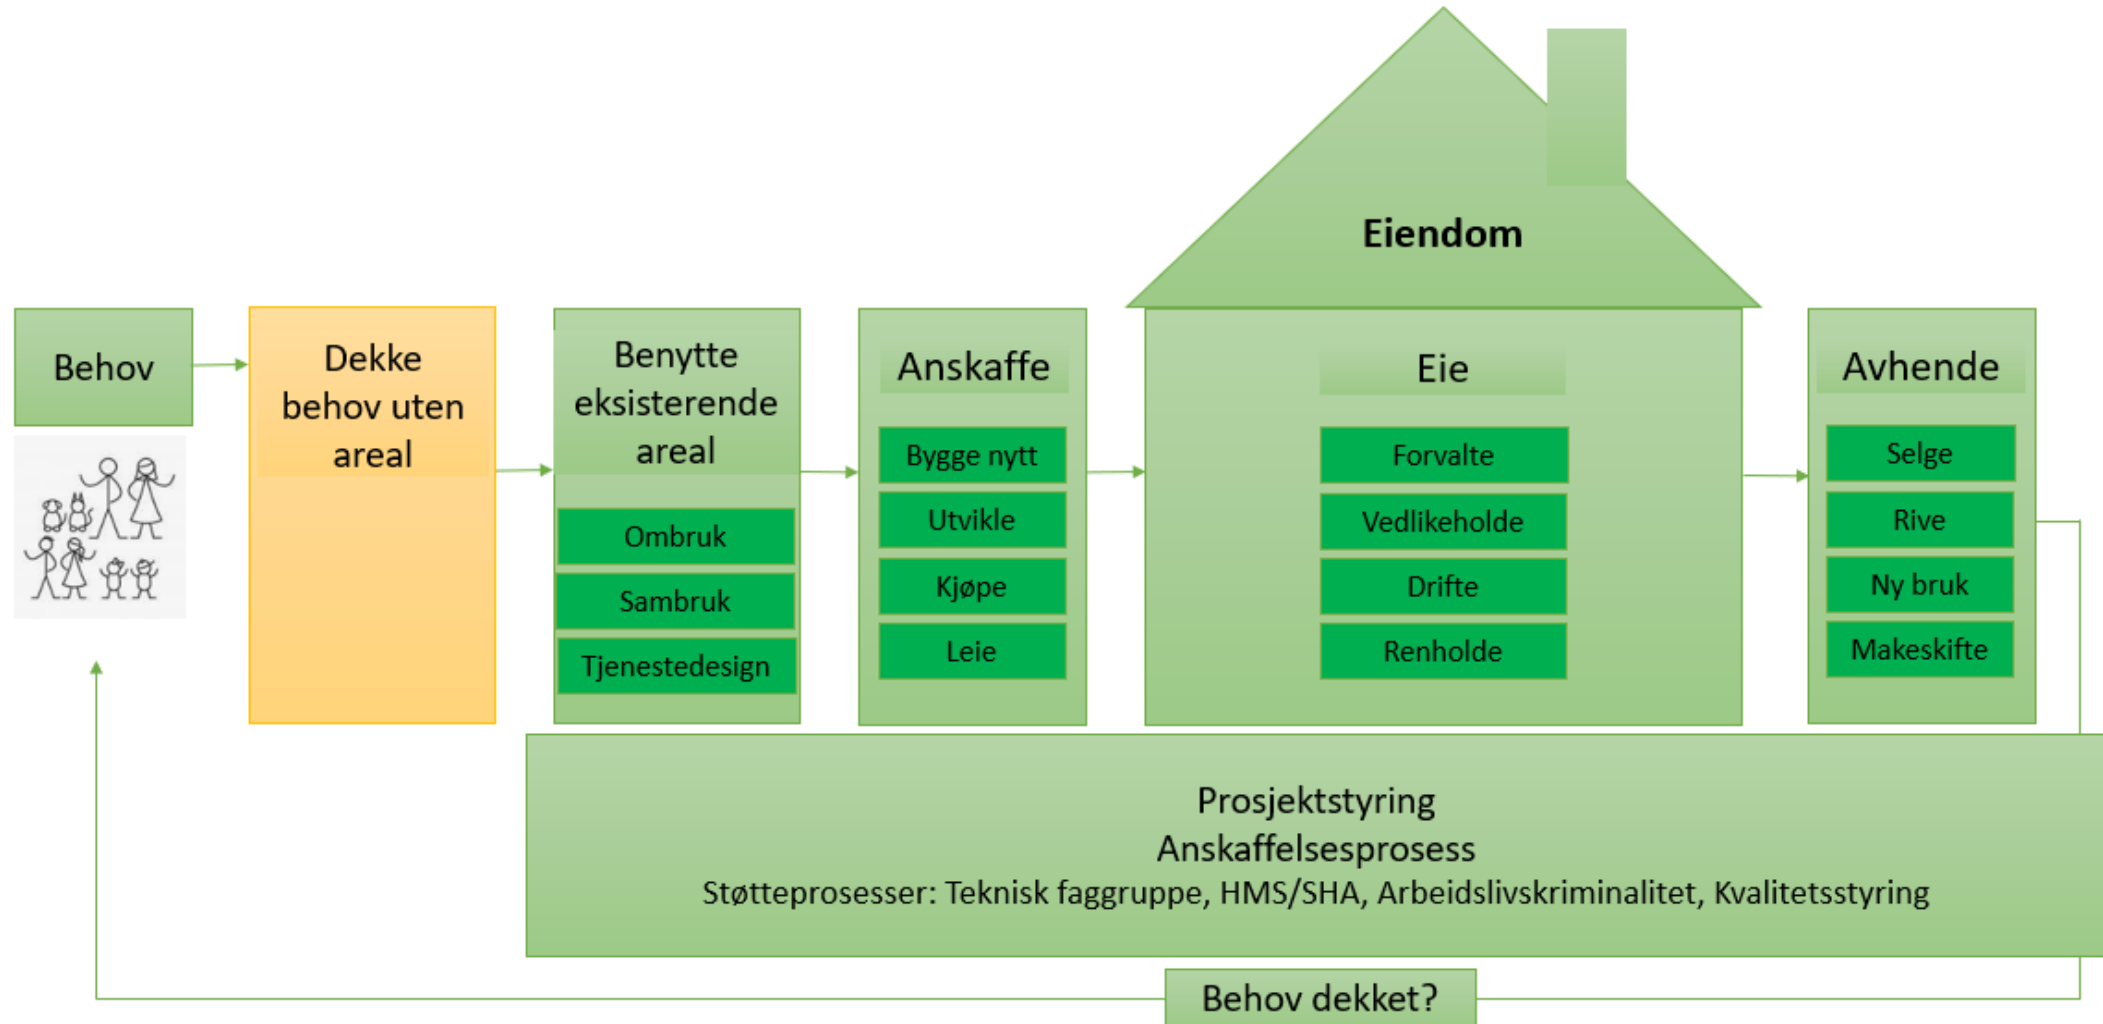 Eiendom
Behov
Dekke
behov uten
areal
Benytte
eksisterende
areal
Ombruk
Sambruk
Tjenestedesign
Anskaffe
Bygge nytt
Utvikle
Kjøpe
Leie
Eie
Forvalte
Vedlikeholde
Drifte
Renholde
Avhende
Selge
Rive
Ny bruk
Makeskifte
Prosjektstyring
Anskaffelsesprosess
Støtteprosesser: Teknisk faggruppe, HMS/SHA, Arbeidslivskriminalitet, Kvalitetsstyring
Behov dekket?